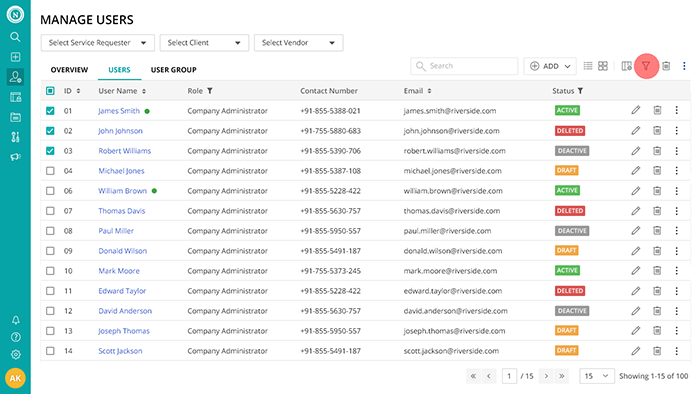 N
MANAGE USERS
Select Service Requester Select Client Select Vendor
OVERVIEW USERS USER GROUP Search ADD
ID User Name Role Contact Number Email Status
01 James Smith Company Administrator +91-855-5388-021 james.smith@riverside.com ACTIVE
02 John Johnson Company Administrator +91-755-5880-683 john.johnson@riverside.com DELETED
03 Robert Williams Company Administrator +91-855-5390-706 robert.williams@riverside.com DEACTIVE
04 Michael Jones Company Administrator +91-855-5387-108 michael.jones@riverside.com DRAFT
06 William Brown Company Administrator +91-855-5228-422 william.brown@riverside.com ACTIVE
07 Thomas Davis Company Administrator +91-855-5630-757 thomas.davis@riverside.com DELETED
08 Paul Miller Company Administrator +91-855-5950-557 paul.miller@riverside.com DEACTIVE
09 Donald Wilson Company Administrator +91-855-5491-187 donald.wilson@riverside.com DRAFT
10 Mark Moore Company Administrator +91-755-5373-245 mark.moore@riverside.com ACTIVE
11 Edward Taylor Company Administrator +91-855-5228-422 edward.taylor@riverside.com DELETED
12 David Anderson Company Administrator +91-855-5630-757 david.anderson@riverside.com DEACTIVE
13 Joseph Thomas Company Administrator +91-855-5950-557 joseph.thomas@riverside.com DRAFT
14 Scott Jackson Company Administrator +91-855-5491-187 scott.jackson@riverside.com DRAFT
AK
« ‹ 1 / 15 › » 15 Showing 1-15 of 100